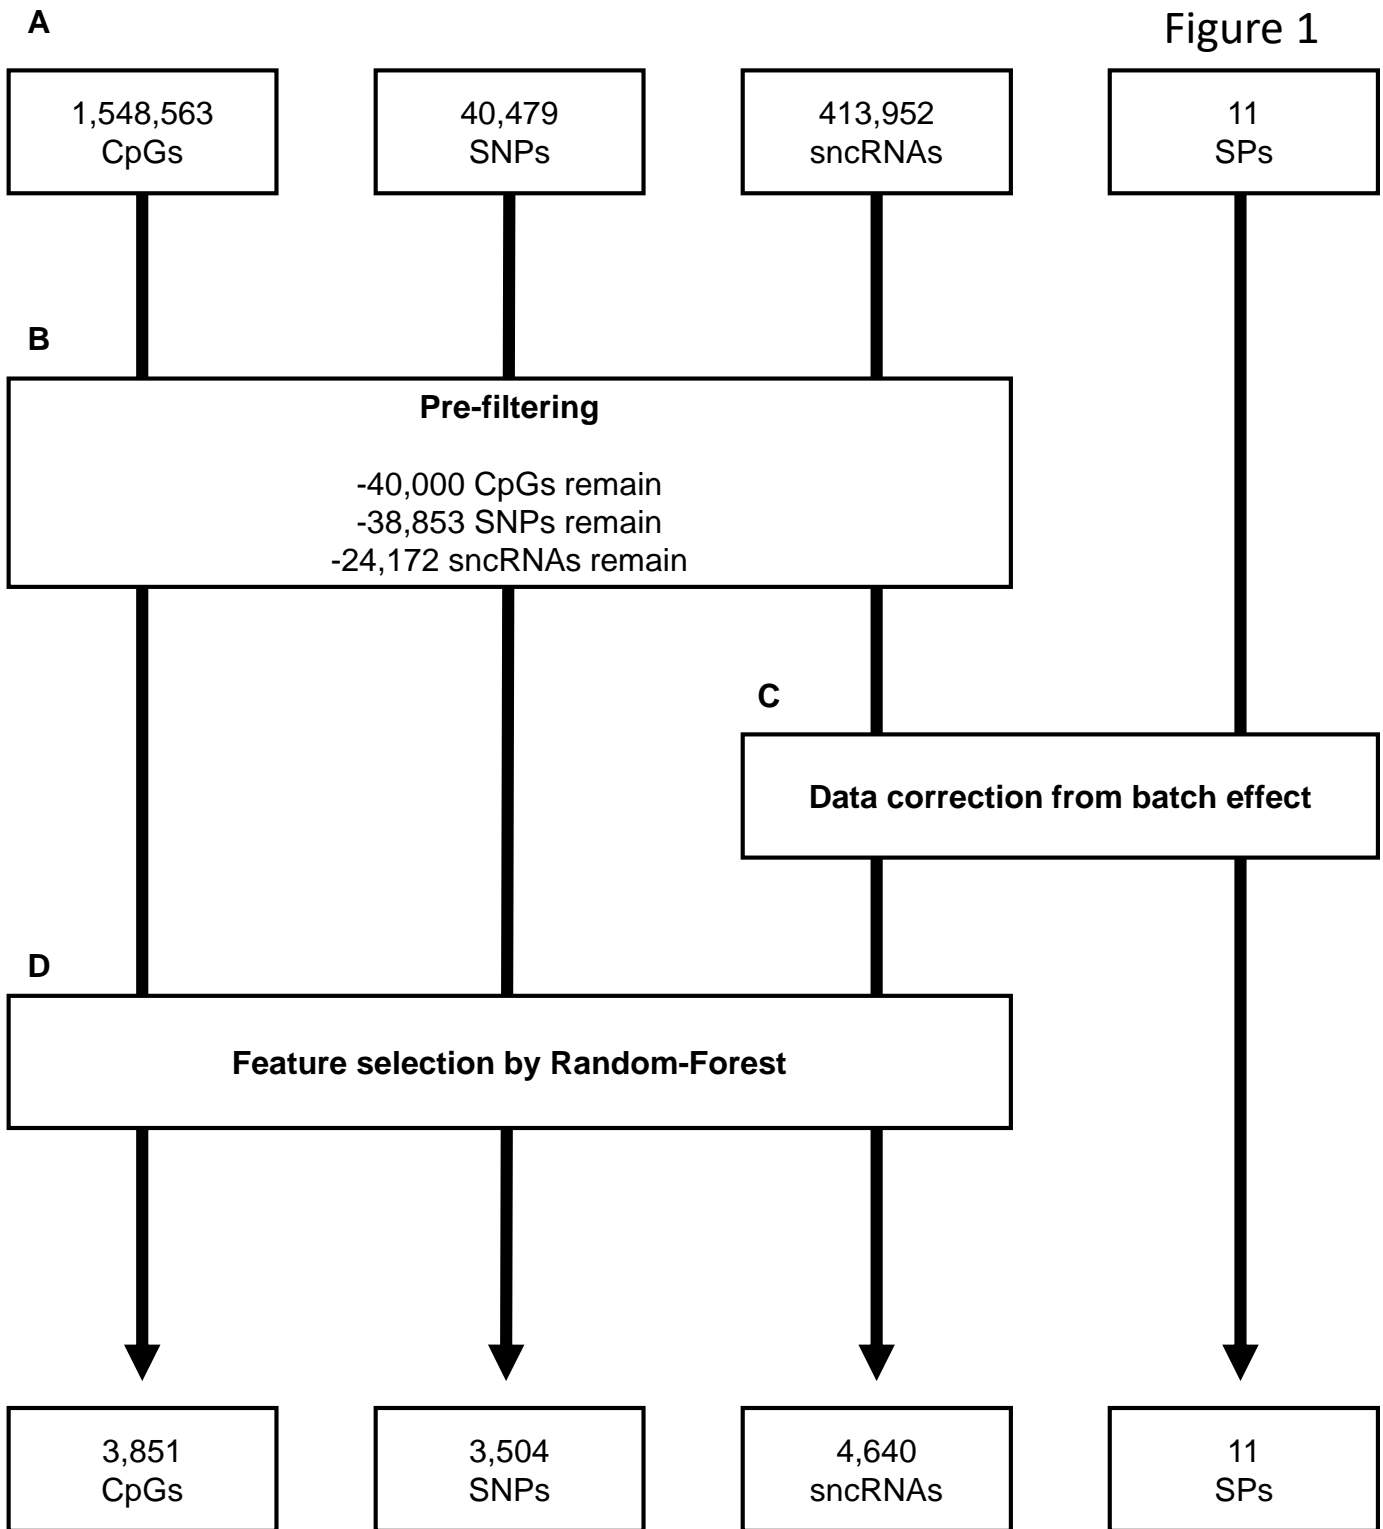 A
Figure 1
1,548,563
CpGs
40,479
SNPs
413,952
sncRNAs
11
SPs
B
Pre-filtering
-40,000 CpGs remain
-38,853 SNPs remain
-24,172 sncRNAs remain
C
Data correction from batch effect
D
Feature selection by Random-Forest
3,851
CpGs
3,504
SNPs
4,640
sncRNAs
11
SPs